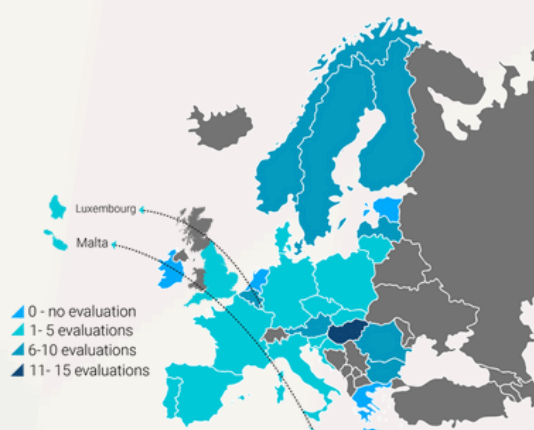 Luxembourg
Malta
0 - no evaluation
1- 5 evaluations
6-10 evaluations
11- 15 evaluations